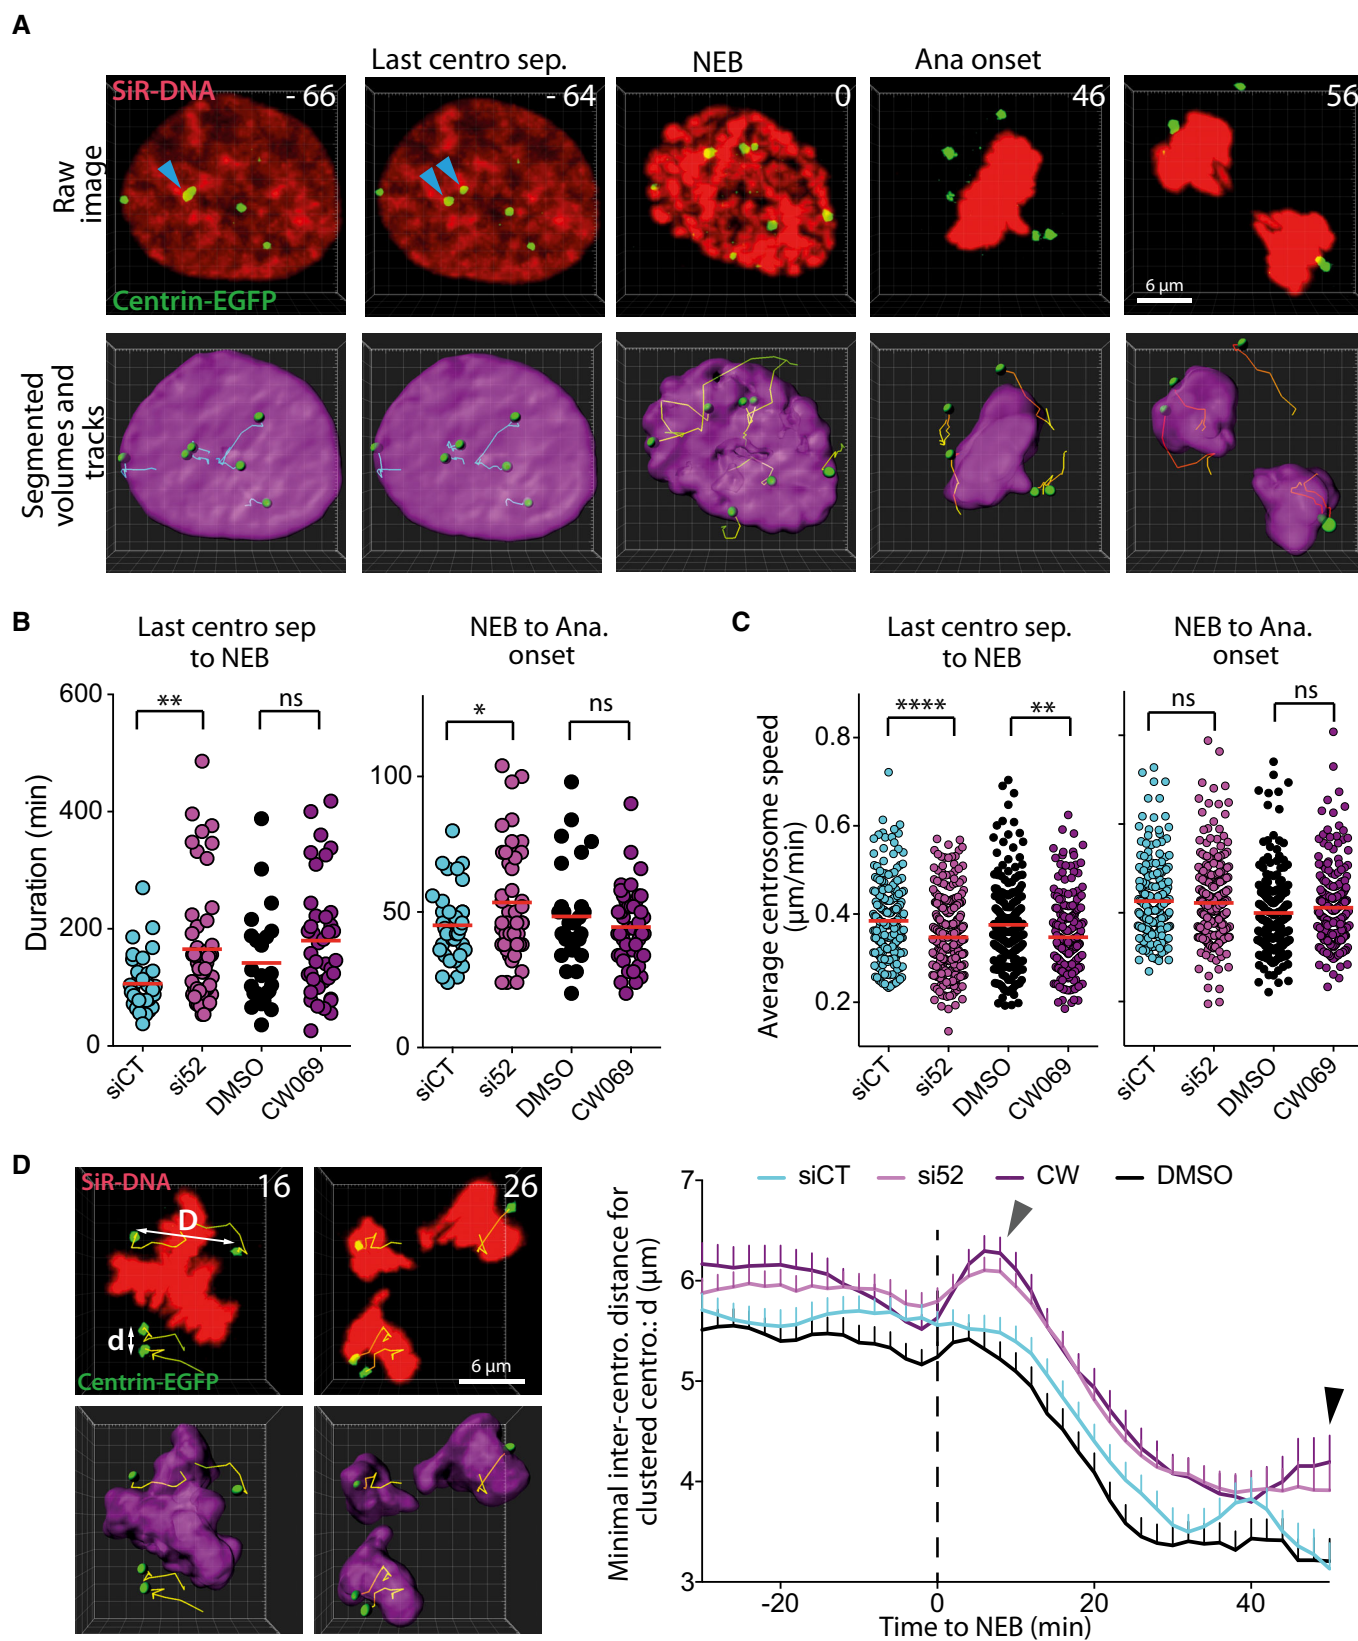 A
Last centro sep.
NEB
Ana onset
SiR-DNA
- 66
- 64
0
46
56
Raw
image
Centrin-EGFP
6 µm
Segmented
volumes and
tracks
B
Last centro sep
to NEB
NEB to Ana.
onset
Duration (min)
600
400
200
0
**
ns
100
50
0
*
ns
siCT
si52
DMSO
CW069
siCT
si52
DMSO
CW069
C
Last centro sep.
to NEB
NEB to Ana.
onset
Average centrosome speed
(µm/min)
0.8
0.6
0.4
0.2
****
**
ns
ns
siCT
si52
DMSO
CW069
siCT
si52
DMSO
CW069
D
SiR-DNA
16
26
D
d
Centrin-EGFP
6 µm
siCT
si52
CW
DMSO
Minimal inter-centro. distance for
clustered centro.: d (µm)
7
6
5
4
3
-20
0
20
40
Time to NEB (min)